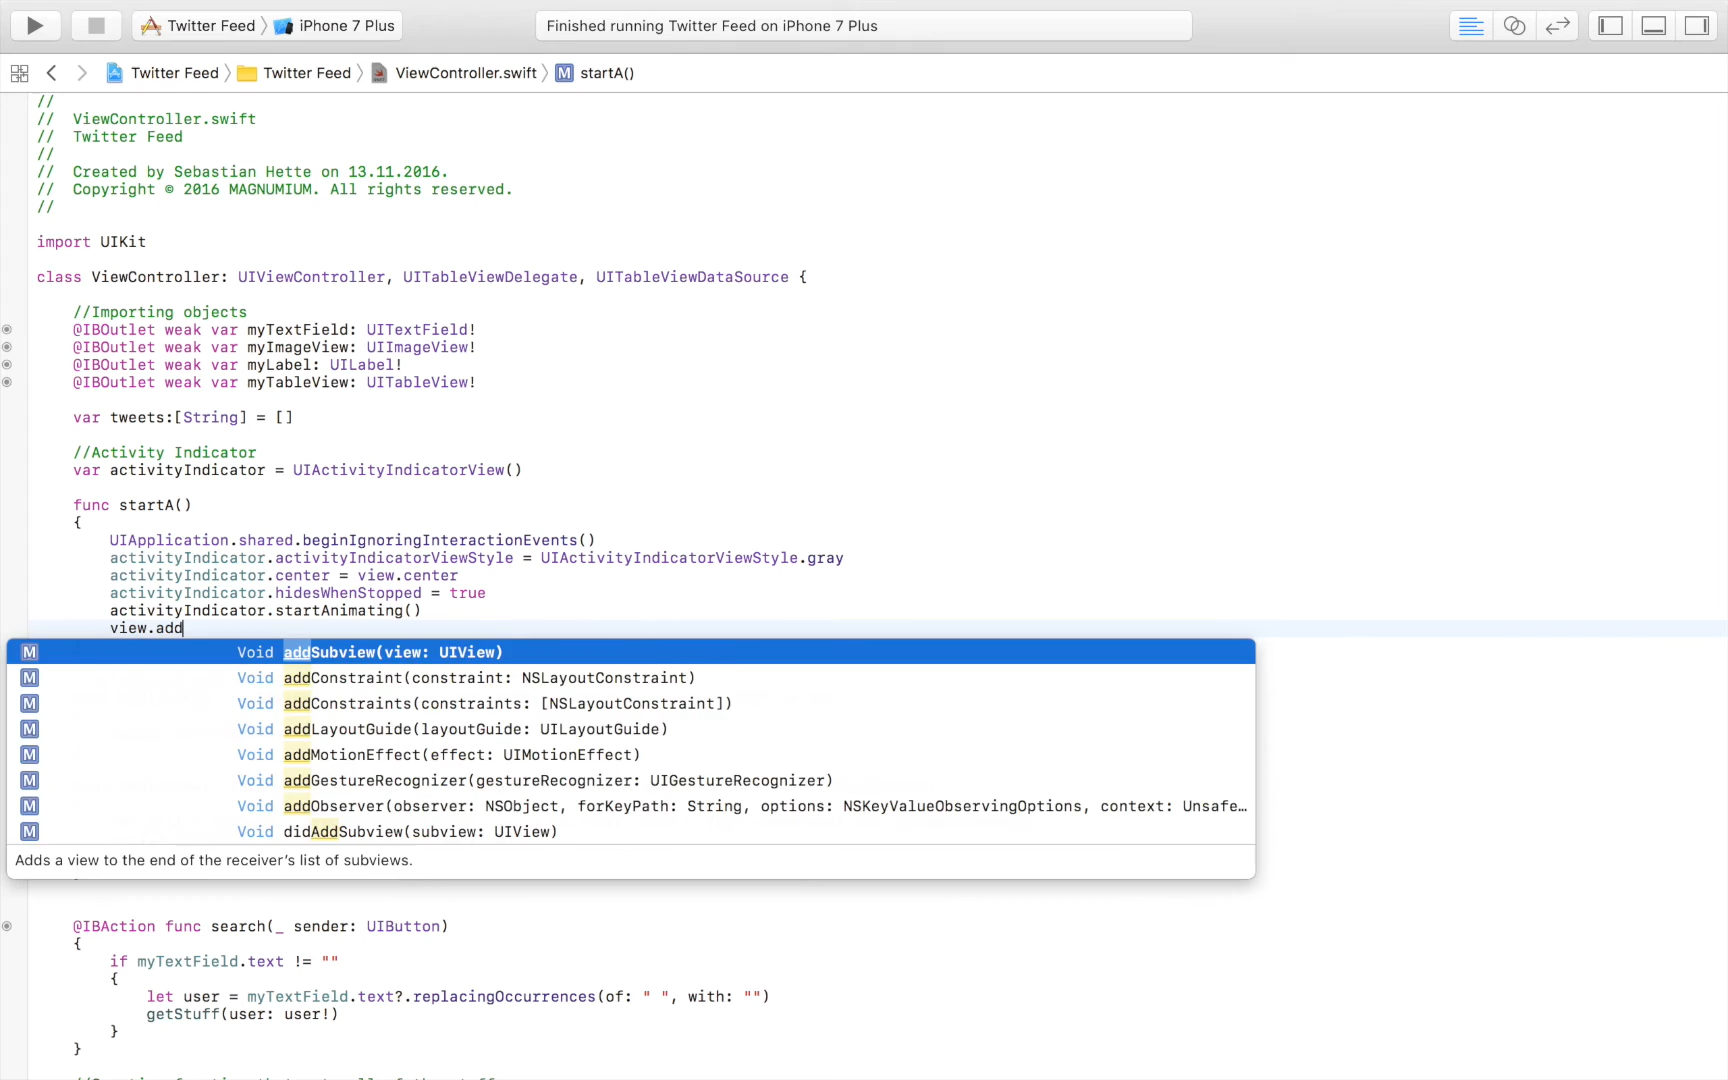 Twitter Feed iPhone 7 Plus Finished running Twitter Feed on iPhone 7 Plus
Twitter Feed Twitter Feed ViewController.swift M startA()
//
//  ViewController.swift
//  Twitter Feed
//
//  Created by Sebastian Hette on 13.11.2016.
//  Copyright © 2016 MAGNUMIUM. All rights reserved.
//
import UIKit
class ViewController: UIViewController, UITableViewDelegate, UITableViewDataSource {
//Importing objects
@IBOutlet weak var myTextField: UITextField!
@IBOutlet weak var myImageView: UIImageView!
@IBOutlet weak var myLabel: UILabel!
@IBOutlet weak var myTableView: UITableView!
var tweets:[String] = []
//Activity Indicator
var activityIndicator = UIActivityIndicatorView()
func startA()
{
UIApplication.shared.beginIgnoringInteractionEvents()
activityIndicator.activityIndicatorViewStyle = UIActivityIndicatorViewStyle.gray
activityIndicator.center = view.center
activityIndicator.hidesWhenStopped = true
activityIndicator.startAnimating()
view.add
M Void addSubview(view: UIView)
M Void addConstraint(constraint: NSLayoutConstraint)
M Void addConstraints(constraints: [NSLayoutConstraint])
M Void addLayoutGuide(layoutGuide: UILayoutGuide)
M Void addMotionEffect(effect: UIMotionEffect)
M Void addGestureRecognizer(gestureRecognizer: UIGestureRecognizer)
M Void addObserver(observer: NSObject, forKeyPath: String, options: NSKeyValueObservingOptions, context: Unsafe…
M Void didAddSubview(subview: UIView)
Adds a view to the end of the receiver’s list of subviews.
@IBAction func search(_ sender: UIButton)
{
if myTextField.text != ""
{
let user = myTextField.text?.replacingOccurrences(of: " ", with: "")
getStuff(user: user!)
}
}